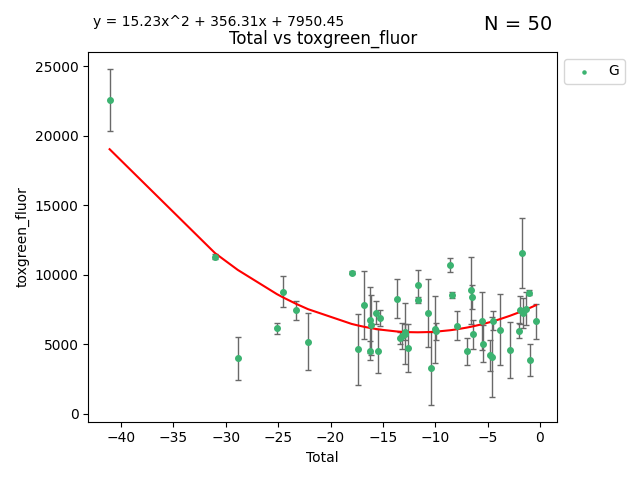 y = 15.23x^2 + 356.31x + 7950.45
N = 50
Total vs toxgreen_fluor
G
25000
20000
15000
10000
5000
0
toxgreen_fluor
−40 −35 −30 −25 −20 −15 −10 −5 0
Total